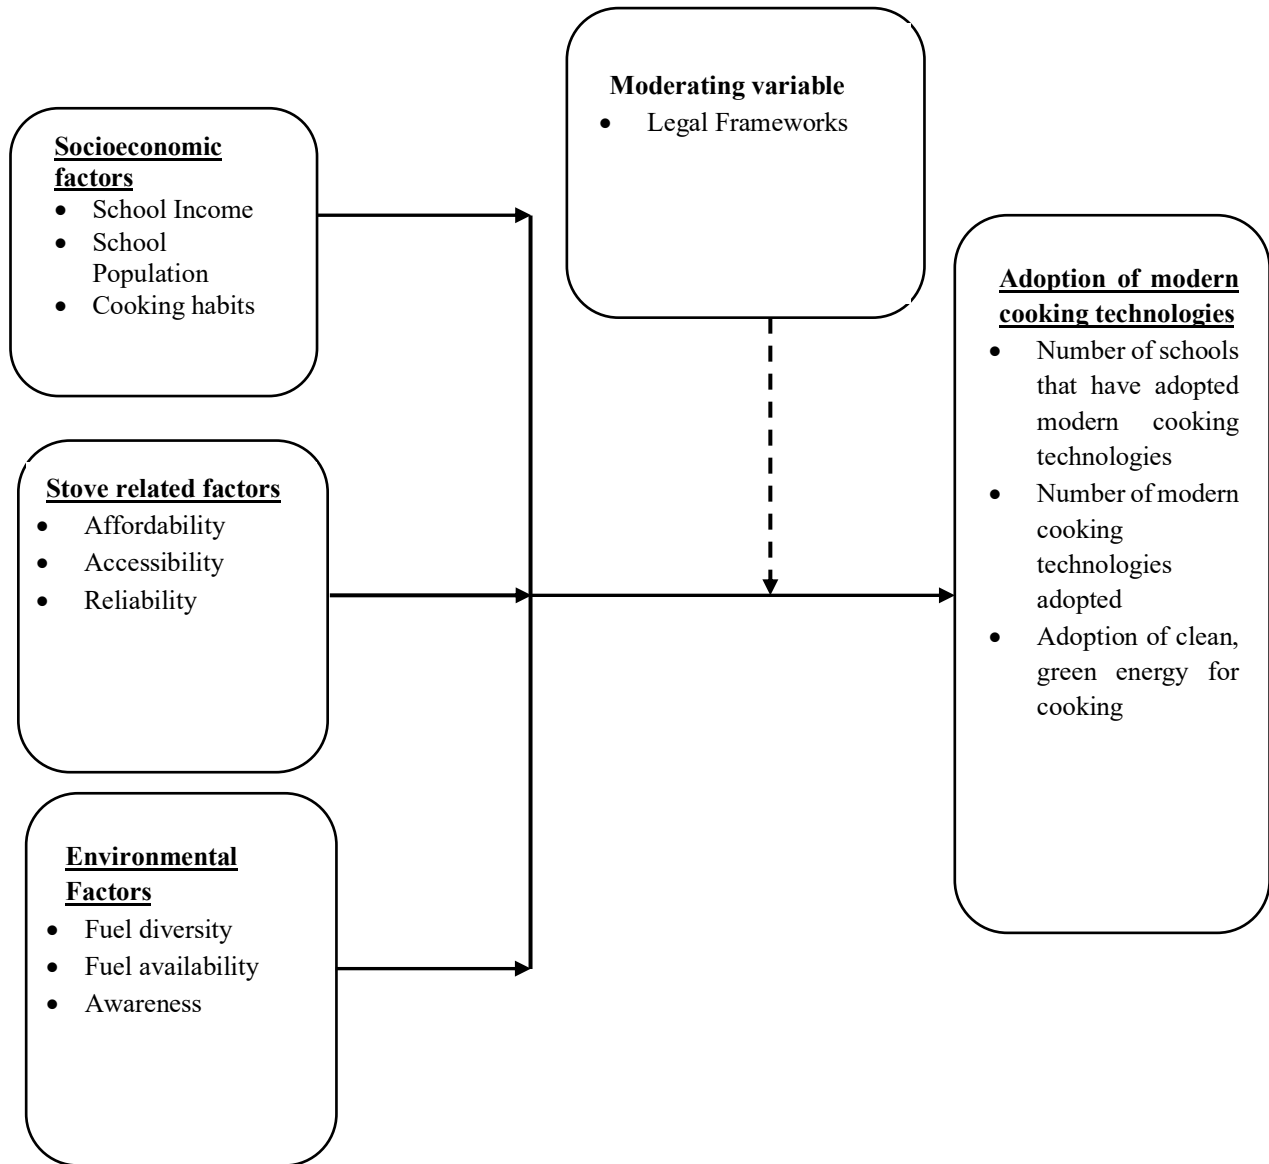 Moderating variable
• Legal Frameworks
Socioeconomic
factors
• School Income
• School
Population
• Cooking habits
Stove related factors
• Affordability
• Accessibility
• Reliability
Environmental
Factors
• Fuel diversity
• Fuel availability
• Awareness
Adoption of modern
cooking technologies
• Number of schools
that have adopted
modern cooking
technologies
• Number of modern
cooking
technologies
adopted
• Adoption of clean,
green energy for
cooking